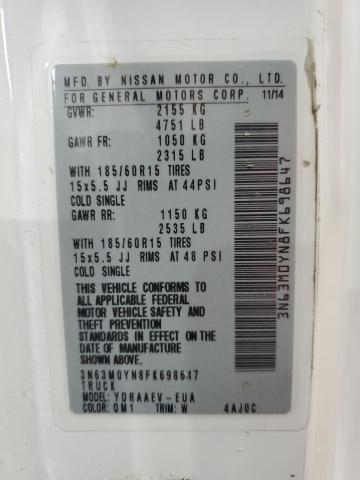 MFD. BY NISSAN MOTOR CO., LTD.
FOR GENERAL MOTORS CORP. 11/14
GVWR: 2155 KG
4751 LB
GAWR FR: 1050 KG
2315 LB
WITH 185/60R15 TIRES
15x5.5 JJ RIMS AT 44PSI
COLD SINGLE
GAWR RR: 1150 KG
2535 LB
WITH 185/60R15 TIRES
15x5.5 JJ RIMS AT 48 PSI
COLD SINGLE
THIS VEHICLE CONFORMS TO
ALL APPLICABLE FEDERAL
MOTOR VEHICLE SAFETY AND
THEFT PREVENTION
STANDARDS IN EFFECT ON THE
DATE OF MANUFACTURE SHOWN
ABOVE.
3N63M0YN8FK698647
TRUCK
MODEL: YDRAAEV-EUA
COLOR: QM1 TRIM: W 4AJ0C
3N63M0YN8FK698647